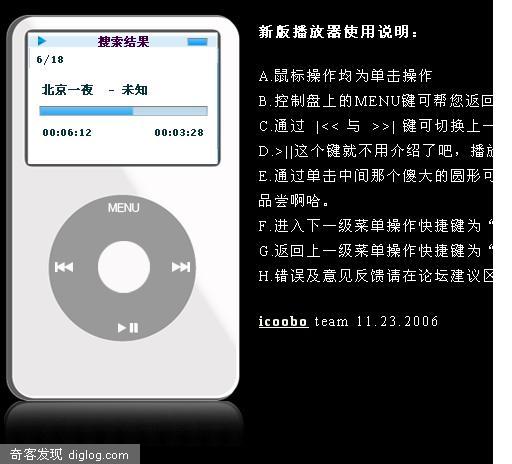 搜索结果
6/18
北京一夜 - 未知
00:06:12 00:03:28
MENU
新版播放器使用说明：
A.鼠标操作均为单击操作
B.控制盘上的MENU键可帮您返回
C.通过 |<< 与 >>| 键可切换上一
D.>||这个键就不用介绍了吧，播放
E.通过单击中间那个傻大的圆形可
品尝啊哈。
F.进入下一级菜单操作快捷键为“
G.返回上一级菜单操作快捷键为“
H.错误及意见反馈请在论坛建议区
icoobo team 11.23.2006
奇客发现 diglog.com